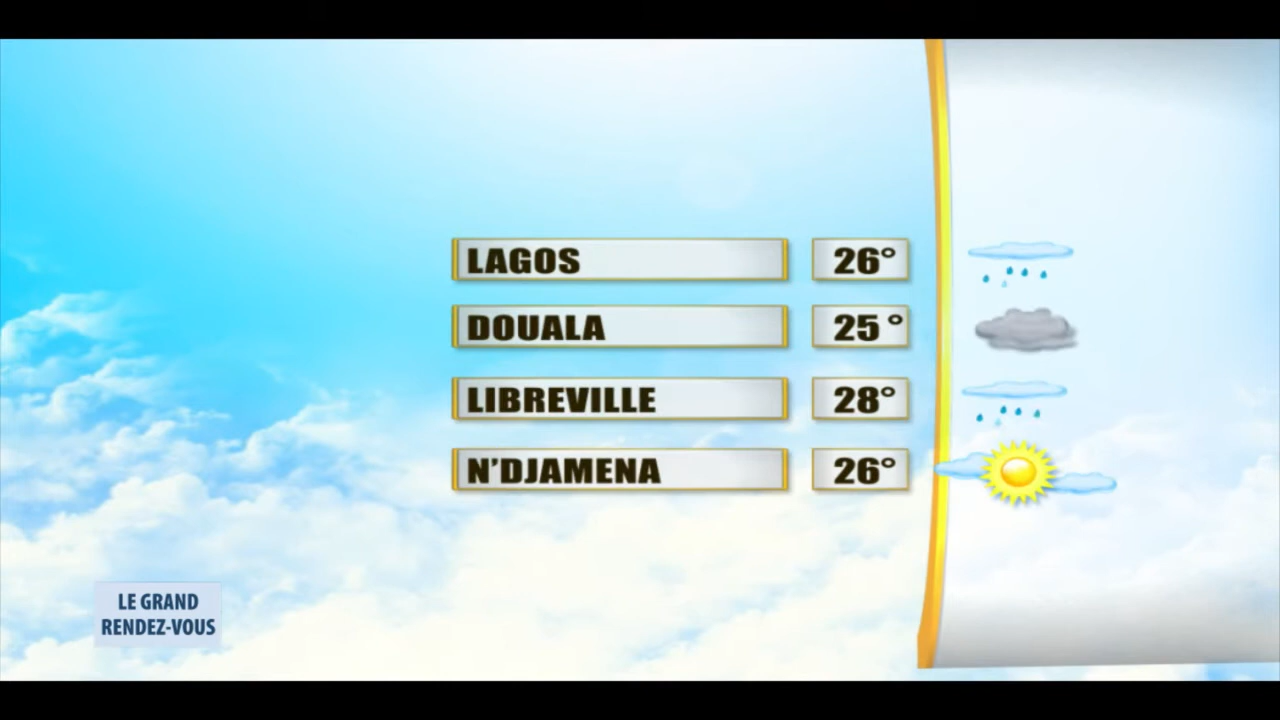 LAGOS 26°
DOUALA 25 °
LIBREVILLE 28°
N'DJAMENA 26°
LE GRAND
RENDEZ-VOUS